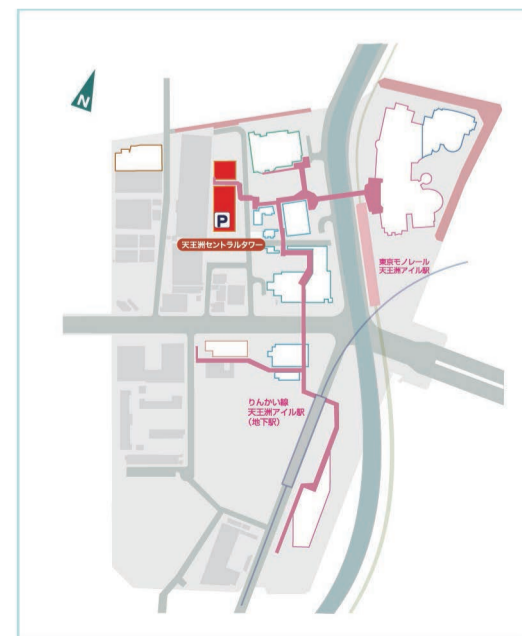 N
P
天王洲セントラルタワー
東京モノレール
天王洲アイル駅
りんかい線
天王洲アイル駅
(地下駅)